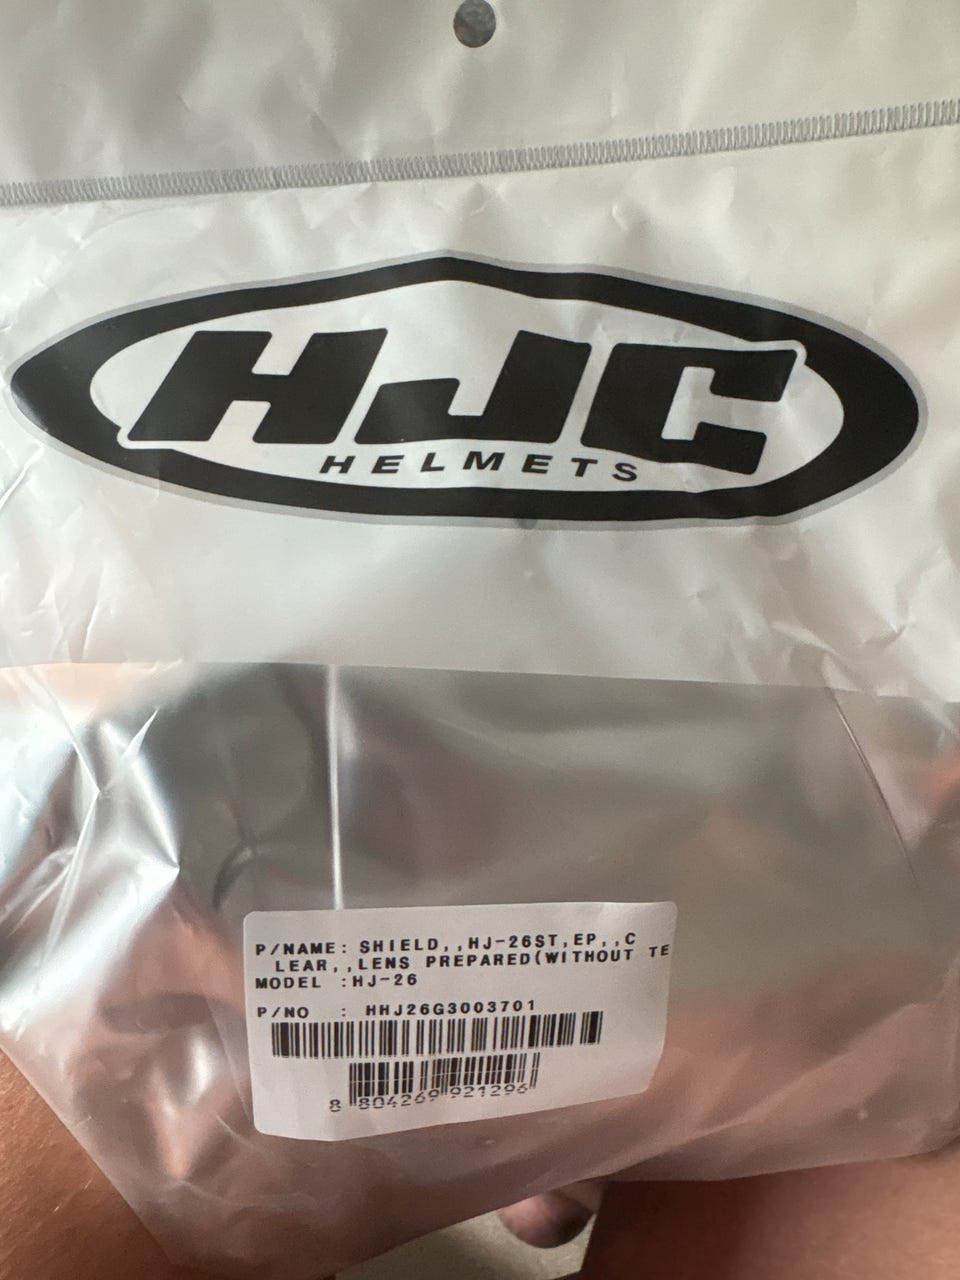 HJC
HELMETS
P/NAME: SHIELD,,HJ-26ST,EP,,C
LEAR,,LENS PREPARED(WITHOUT TE
MODEL :HJ-26
P/NO : HHJ26G3003701
8 804269 921296